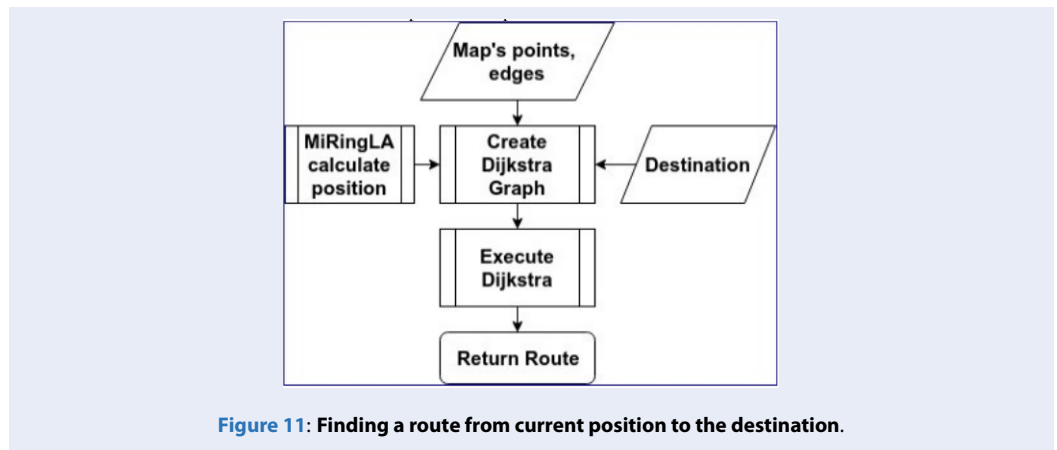 Map's points,
edges
MiRingLA
calculate
position
Create
Dijkstra
Graph
Destination
Execute
Dijkstra
Return Route
Figure 11: Finding a route from current position to the destination.